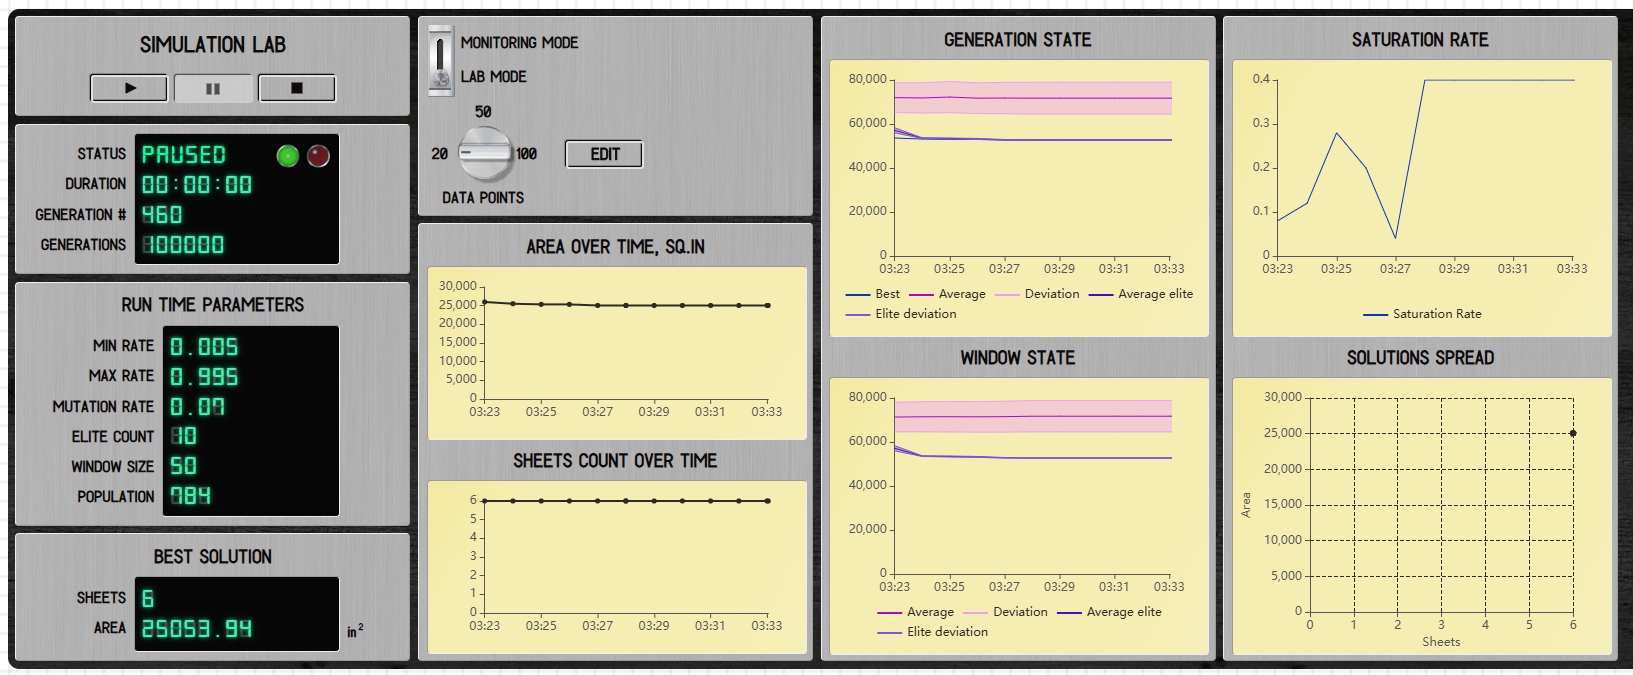 SIMULATION LAB
STATUS PAUSED
DURATION 00:00:00
GENERATION # 460
GENERATIONS 100000
RUN TIME PARAMETERS
MIN RATE 0.005
MAX RATE 0.995
MUTATION RATE 0.07
ELITE COUNT 10
WINDOW SIZE 50
POPULATION 784
BEST SOLUTION
SHEETS 6
AREA 25053.94 in²
MONITORING MODE
LAB MODE
50
20 100 EDIT
DATA POINTS
AREA OVER TIME, SQ.IN
30,000
25,000
20,000
15,000
10,000
5,000
0
03:23 03:25 03:27 03:29 03:31 03:33
SHEETS COUNT OVER TIME
6
5
4
3
2
1
0
03:23 03:25 03:27 03:29 03:31 03:33
GENERATION STATE
80,000
60,000
40,000
20,000
0
03:23 03:25 03:27 03:29 03:31 03:33
Best Average Deviation Average elite
Elite deviation
WINDOW STATE
80,000
60,000
40,000
20,000
0
03:23 03:25 03:27 03:29 03:31 03:33
Average Deviation Average elite
Elite deviation
SATURATION RATE
0.4
0.3
0.2
0.1
0
03:23 03:25 03:27 03:29 03:31 03:33
Saturation Rate
SOLUTIONS SPREAD
30,000
25,000
20,000
15,000
10,000
5,000
0
Area
0 1 2 3 4 5 6
Sheets